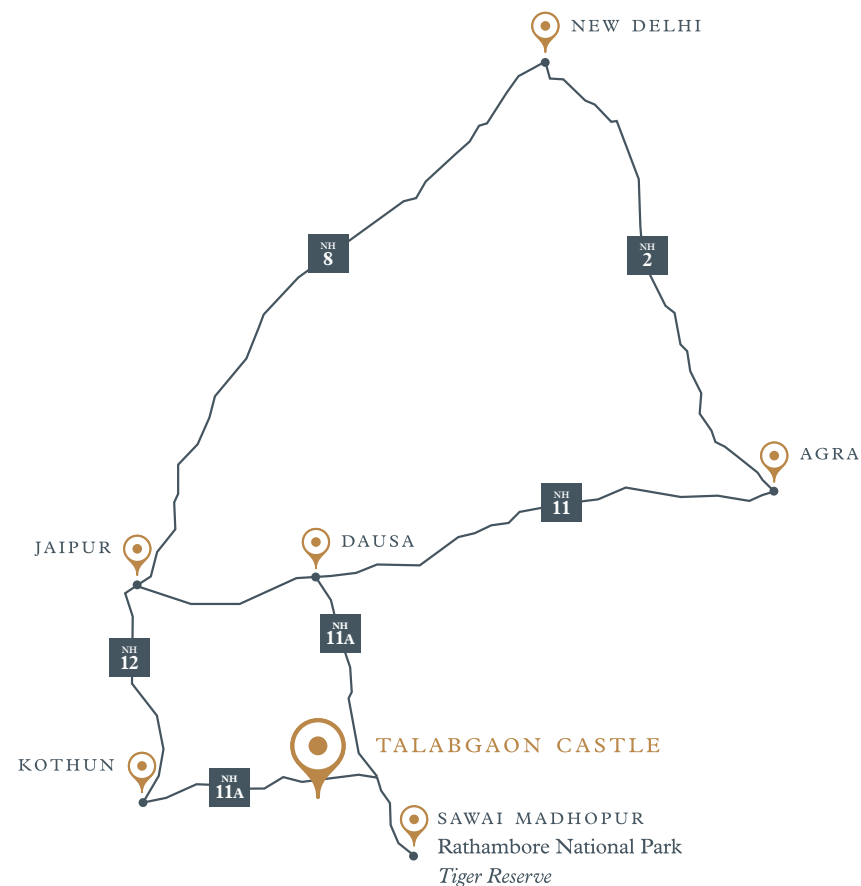 NEW DELHI
NH
8
NH
2
AGRA
NH
11
JAIPUR
DAUSA
NH
11A
NH
12
TALABGAON CASTLE
KOTHUN
NH
11A
SAWAI MADHOPUR
Rathambore National Park
Tiger Reserve